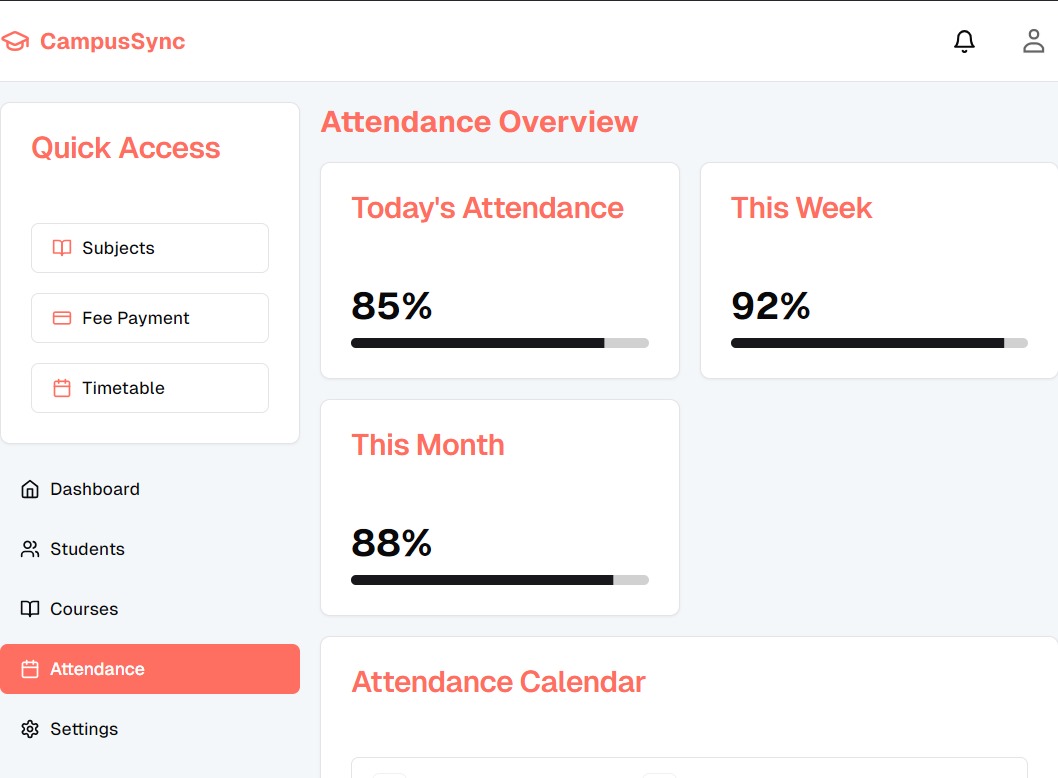 CampusSync
Quick Access
Subjects
Fee Payment
Timetable
Dashboard
Students
Courses
Attendance
Settings
Attendance Overview
Today's Attendance
85%
This Week
92%
This Month
88%
Attendance Calendar